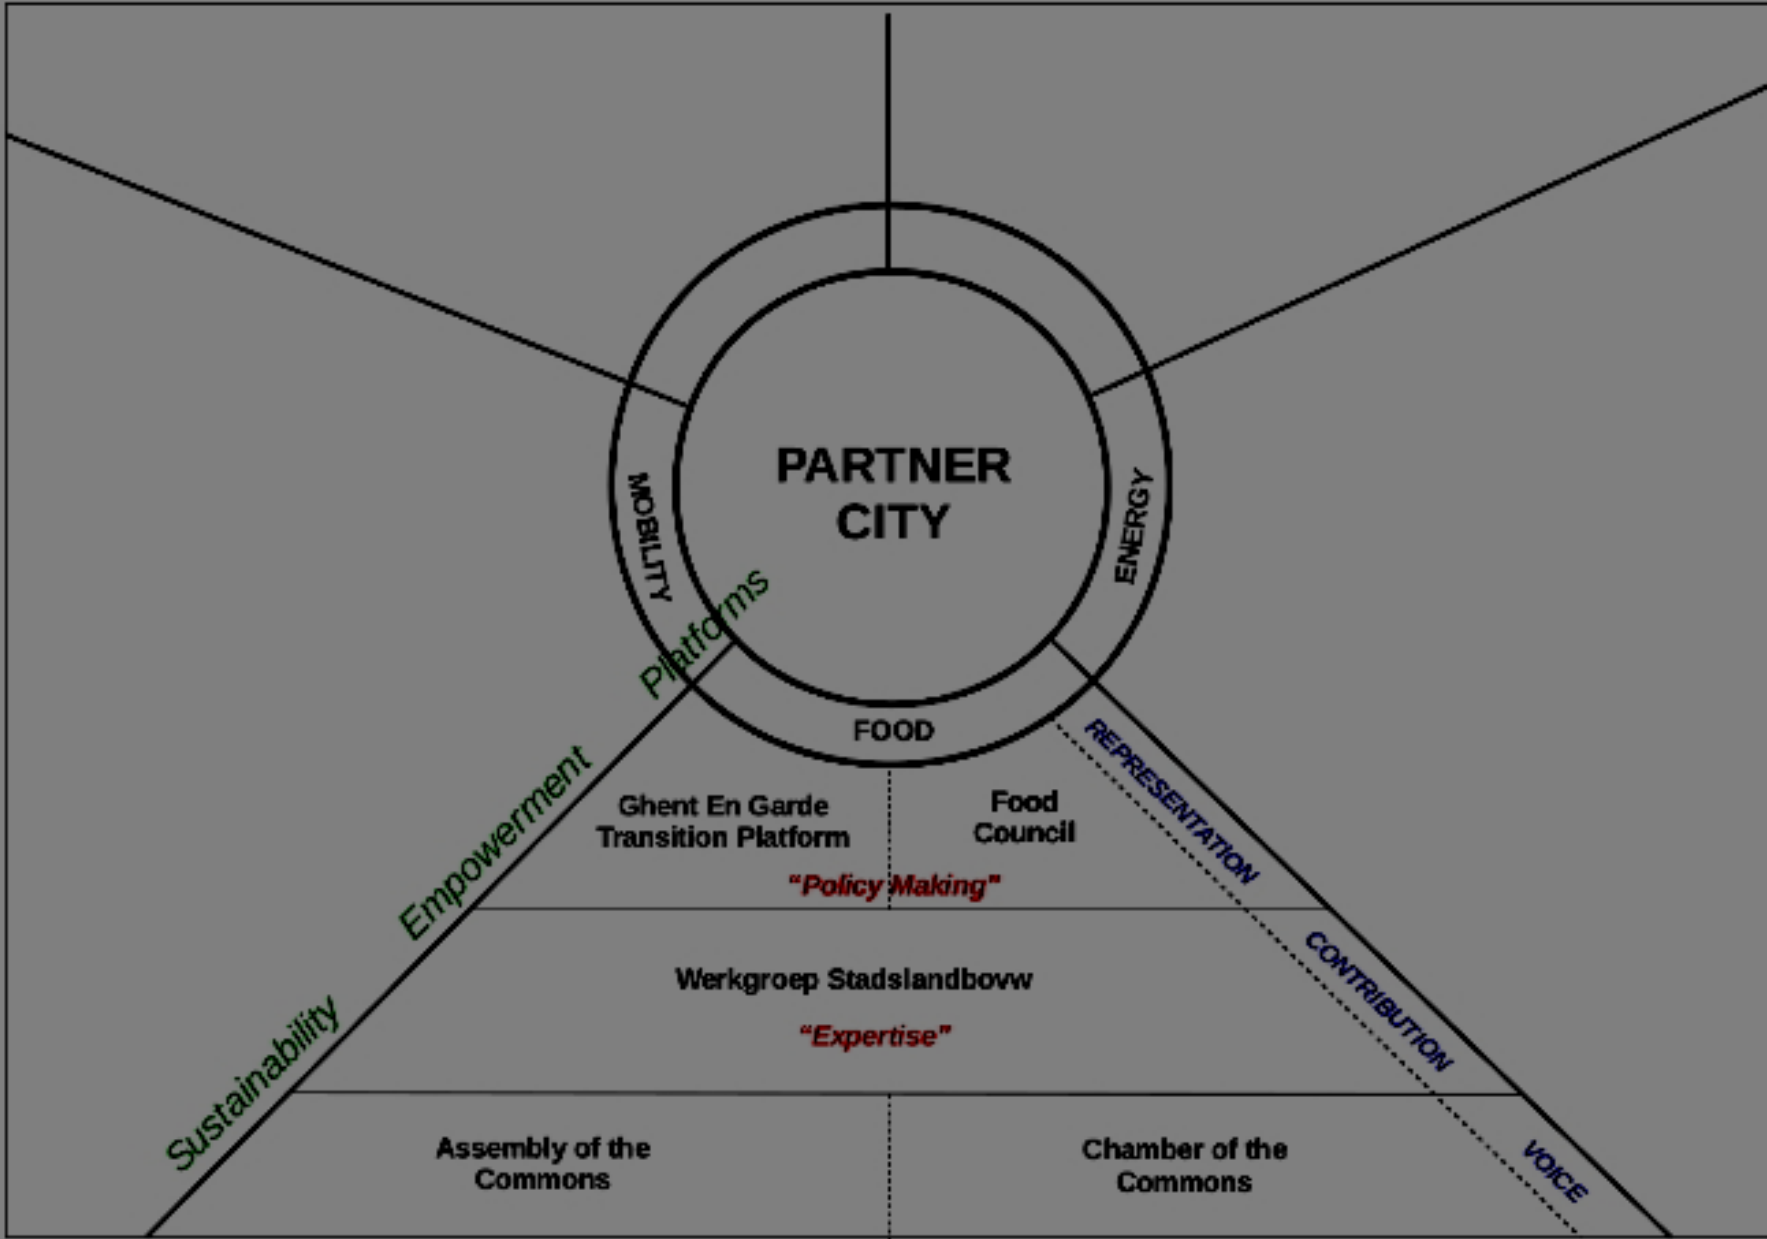 PARTNER
CITY
MOBILITY
ENERGY
FOOD
Platforms
Empowerment
Sustainability
Ghent En Garde
Transition Platform
Food
Council
“Policy Making”
REPRESENTATION
Werkgroep Stadslandbovw
“Expertise”
CONTRIBUTION
Assembly of the
Commons
Chamber of the
Commons
VOICE